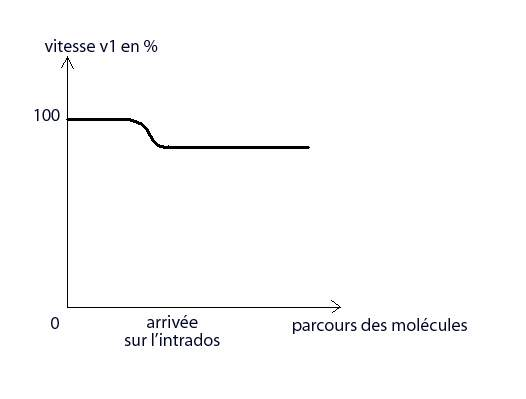 vitesse v1 en %
100
0
arrivée
sur l'intrados
parcours des molécules